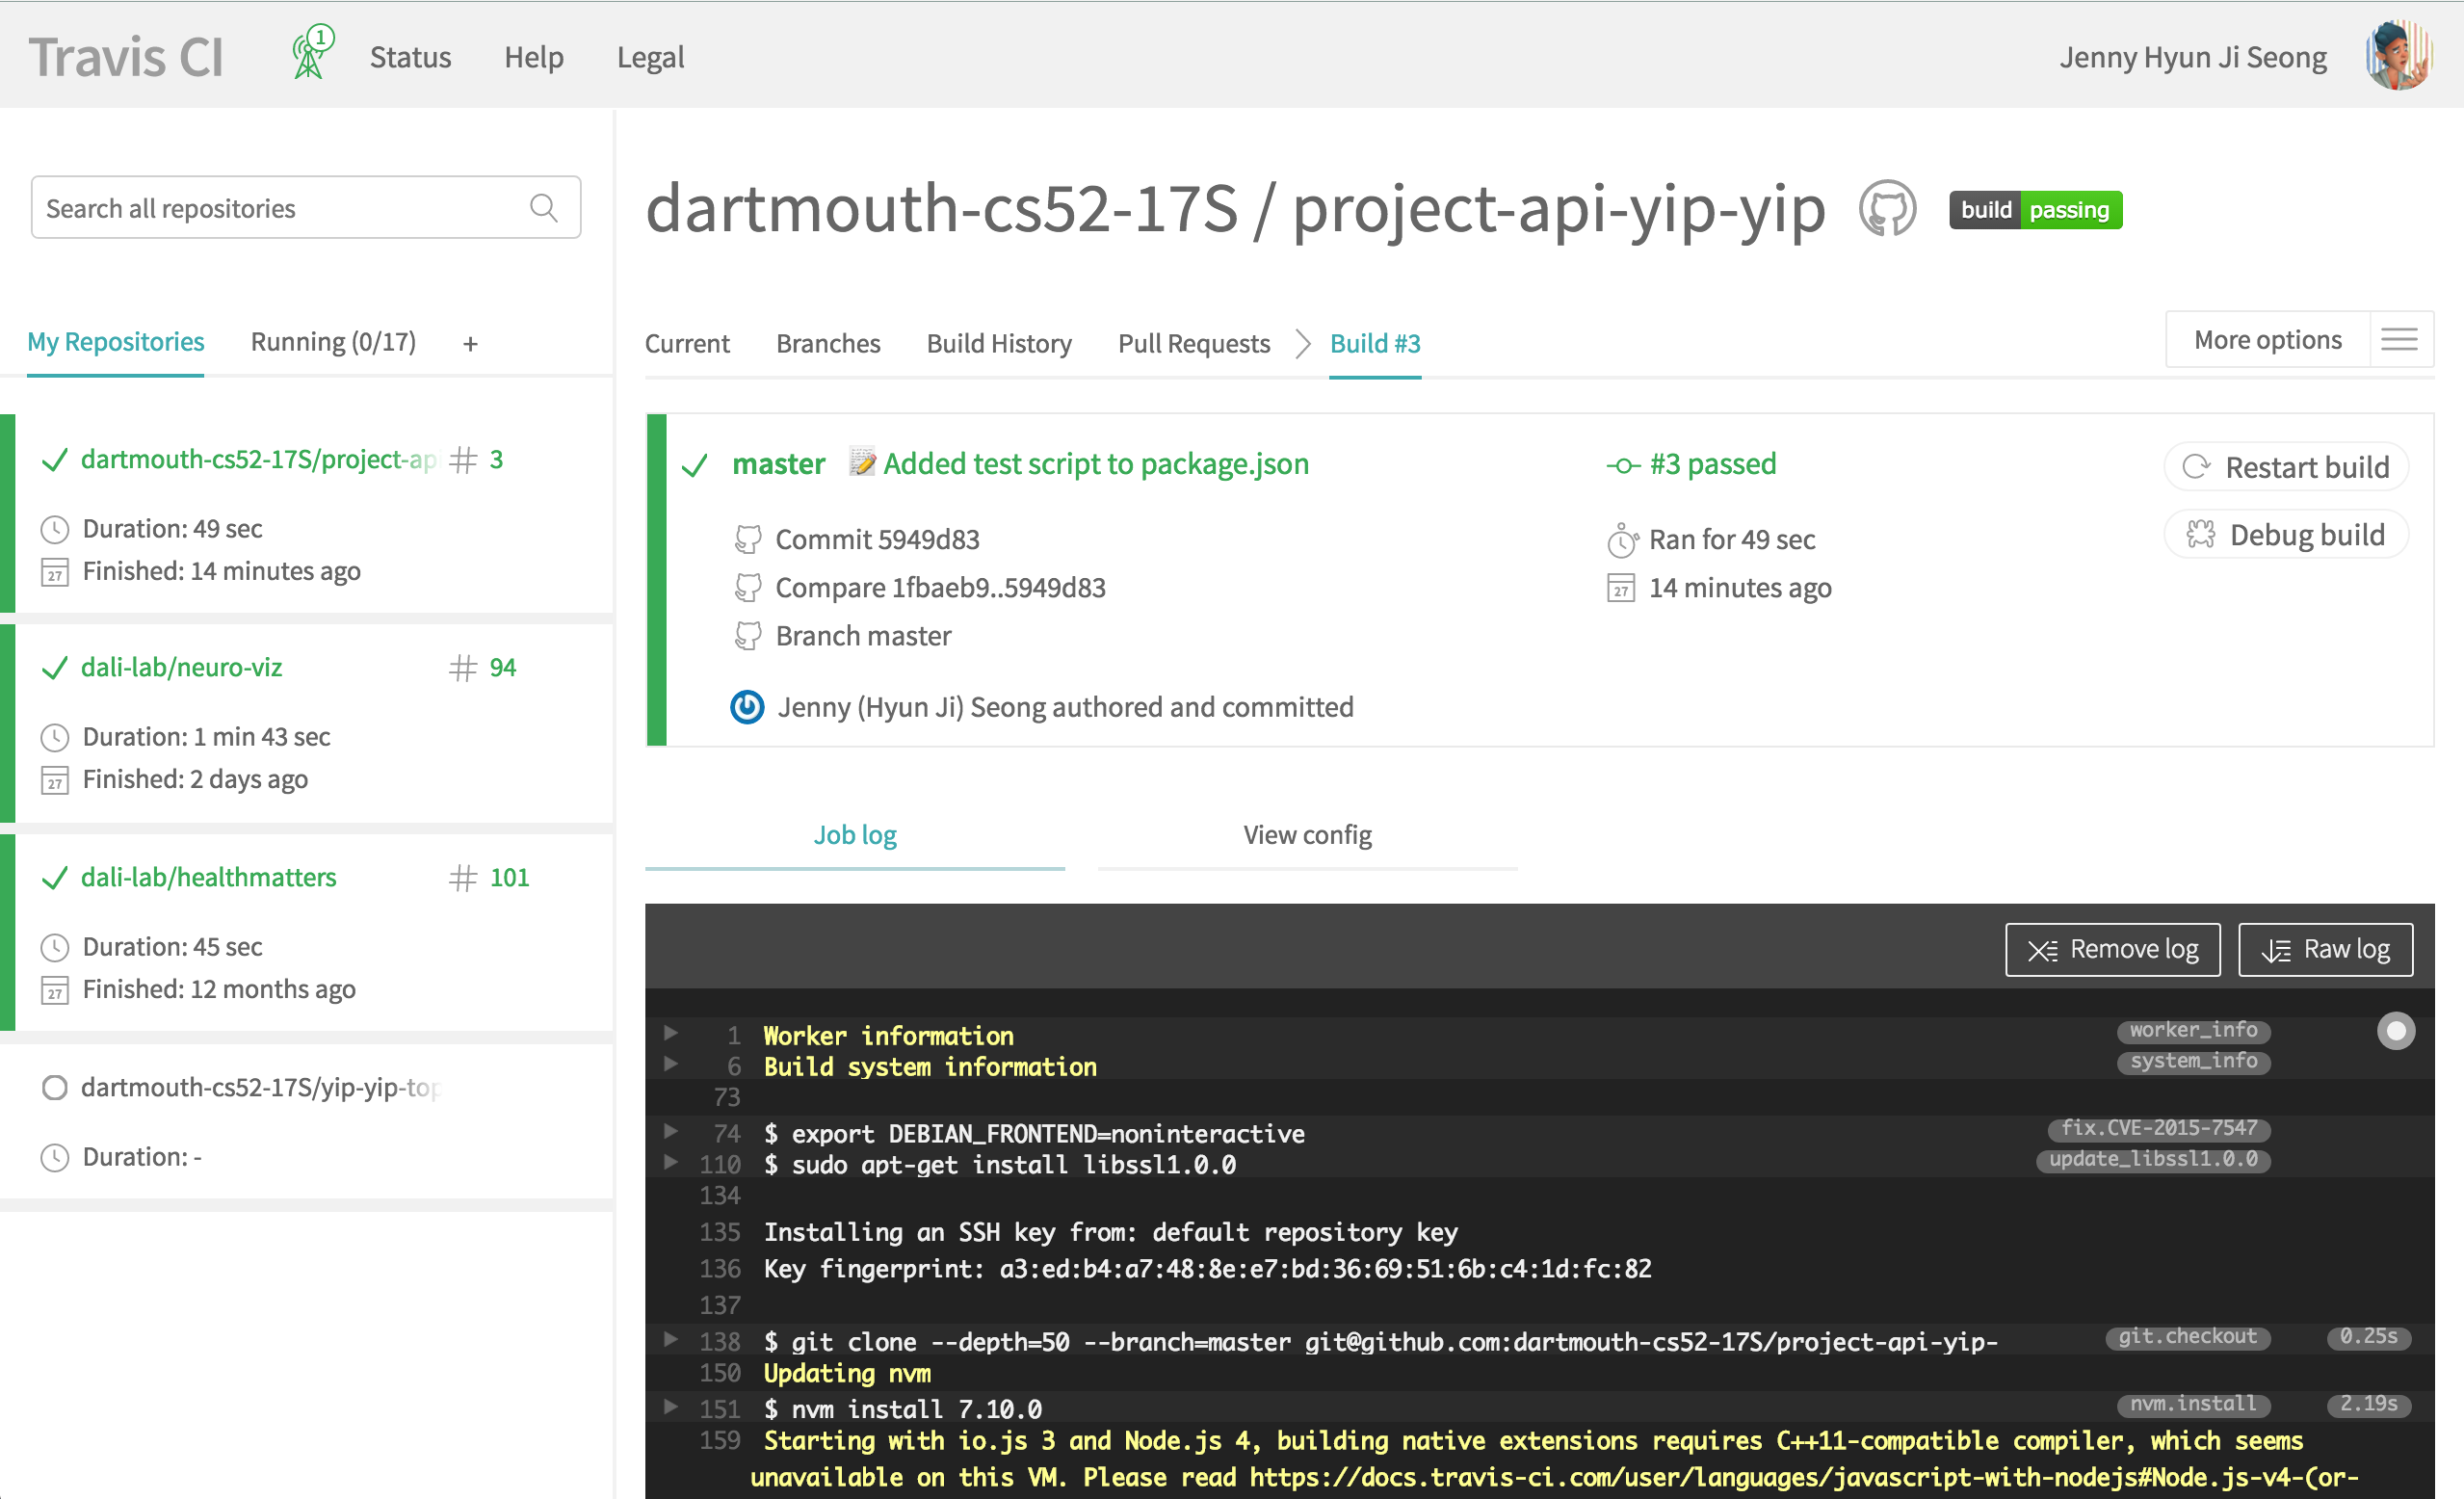 Travis CI
1
Status
Help
Legal
Jenny Hyun Ji Seong
Search all repositories
My Repositories
Running (0/17)
+
dartmouth-cs52-17S/project-api
# 3
Duration: 49 sec
27 Finished: 14 minutes ago
dali-lab/neuro-viz
# 94
Duration: 1 min 43 sec
27 Finished: 2 days ago
dali-lab/healthmatters
# 101
Duration: 45 sec
27 Finished: 12 months ago
dartmouth-cs52-17S/yip-yip-top
Duration: -
dartmouth-cs52-17S / project-api-yip-yip
build passing
Current
Branches
Build History
Pull Requests
Build #3
More options
master 📝 Added test script to package.json
Commit 5949d83
Compare 1fbaeb9..5949d83
Branch master
Jenny (Hyun Ji) Seong authored and committed
#3 passed
Ran for 49 sec
27 14 minutes ago
Restart build
Debug build
Job log
View config
Remove log
Raw log
1 Worker information worker_info
6 Build system information system_info
73
74 $ export DEBIAN_FRONTEND=noninteractive fix.CVE-2015-7547
110 $ sudo apt-get install libssl1.0.0 update_libssl1.0.0
134
135 Installing an SSH key from: default repository key
136 Key fingerprint: a3:ed:b4:a7:48:8e:e7:bd:36:69:51:6b:c4:1d:fc:82
137
138 $ git clone --depth=50 --branch=master git@github.com:dartmouth-cs52-17S/project-api-yip- git.checkout 0.25s
150 Updating nvm
151 $ nvm install 7.10.0 nvm.install 2.19s
159 Starting with io.js 3 and Node.js 4, building native extensions requires C++11-compatible compiler, which seems
unavailable on this VM. Please read https://docs.travis-ci.com/user/languages/javascript-with-nodejs#Node.js-v4-(or-